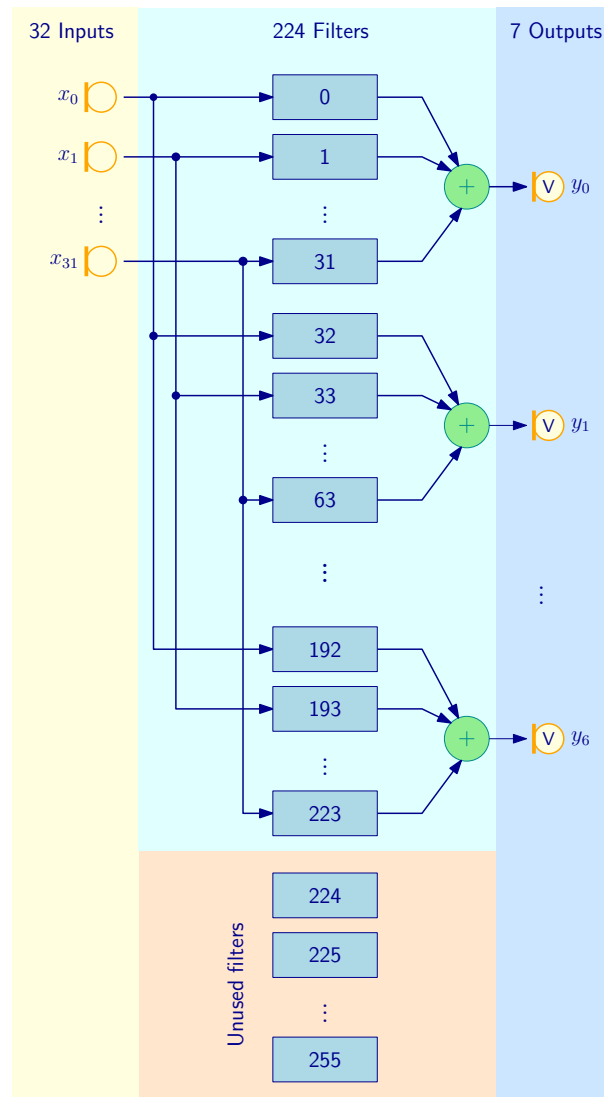 32 Inputs 224 Filters 7 Outputs
x0 0
x1 1
+ V y0
⋮ ⋮
x31 31
32
33
+ V y1
⋮
63
⋮ ⋮
192
193
+ V y6
⋮
223
224
Unused filters
225
⋮
255